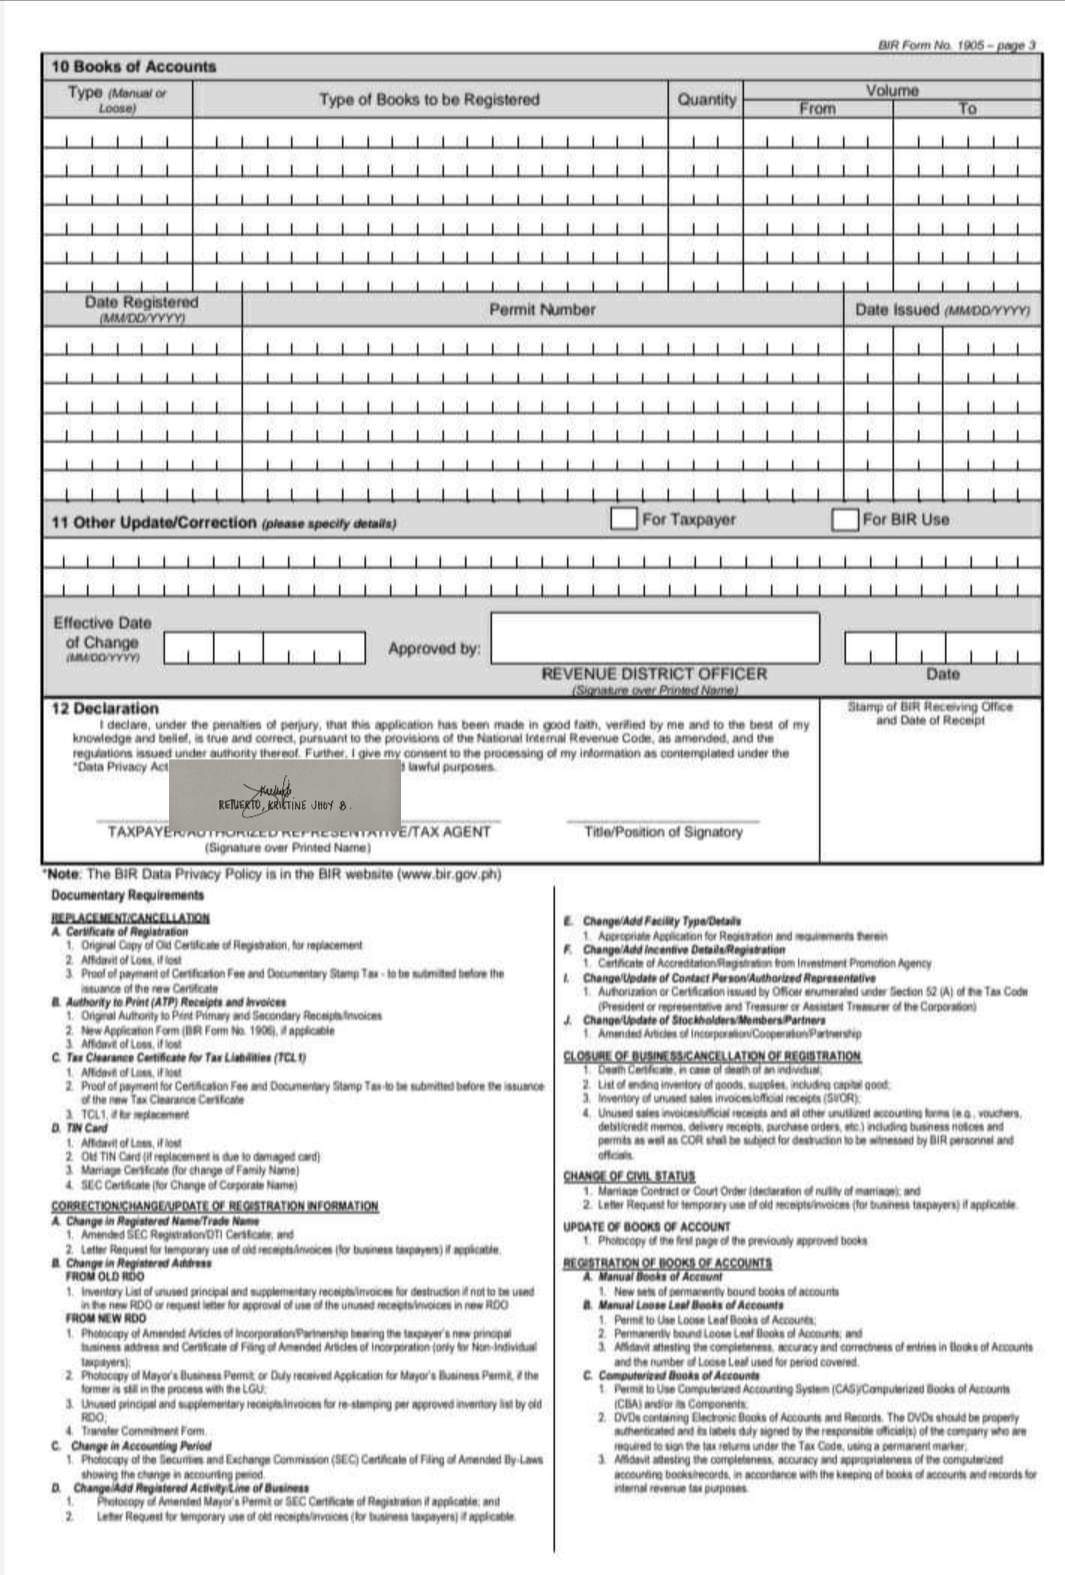 BIR Form No. 1905 – page 3
10 Books of Accounts
Type (Manual or Loose)
Type of Books to be Registered
Quantity
Volume
From
To
Date Registered
(MM/DD/YYYY)
Permit Number
Date Issued (MM/DD/YYYY)
11 Other Update/Correction (please specify details)
For Taxpayer
For BIR Use
Effective Date
of Change
(MM/DD/YYYY)
Approved by:
REVENUE DISTRICT OFFICER
(Signature over Printed Name)
Date
12 Declaration
I declare, under the penalties of perjury, that this application has been made in good faith, verified by me and to the best of my
knowledge and belief, is true and correct, pursuant to the provisions of the National Internal Revenue Code, as amended, and the
regulations issued under authority thereof. Further, I give my consent to the processing of my information as contemplated under the
*Data Privacy Act lawful purposes.
Stamp of BIR Receiving Office
and Date of Receipt
RETUERTO, KRISTINE JHOY B.
TAXPAYER/AUTHORIZED REPRESENTATIVE/TAX AGENT
(Signature over Printed Name)
Title/Position of Signatory
*Note: The BIR Data Privacy Policy is in the BIR website (www.bir.gov.ph)
Documentary Requirements
REPLACEMENT/CANCELLATION
A. Certificate of Registration
1. Original Copy of Old Certificate of Registration, for replacement
2. Affidavit of Loss, if lost
3. Proof of payment of Certification Fee and Documentary Stamp Tax - to be submitted before the
issuance of the new Certificate
B. Authority to Print (ATP) Receipts and Invoices
1. Original Authority to Print Primary and Secondary Receipts/Invoices
2. New Application Form (BIR Form No. 1906), if applicable
3. Affidavit of Loss, if lost
C. Tax Clearance Certificate for Tax Liabilities (TCL1)
1. Affidavit of Loss, if lost
2. Proof of payment for Certification Fee and Documentary Stamp Tax-to be submitted before the issuance
of the new Tax Clearance Certificate
3. TCL1, if for replacement
D. TIN Card
1. Affidavit of Loss, if lost
2. Old TIN Card (if replacement is due to damaged card)
3. Marriage Certificate (for change of Family Name)
4. SEC Certificate (for Change of Corporate Name)
CORRECTION/CHANGE/UPDATE OF REGISTRATION INFORMATION
A. Change in Registered Name/Trade Name
1. Amended SEC Registration/DTI Certificate; and
2. Letter Request for temporary use of old receipts/invoices (for business taxpayers) if applicable.
B. Change in Registered Address
FROM OLD RDO
1. Inventory List of unused principal and supplementary receipts/invoices for destruction if not to be used
in the new RDO or request letter for approval of use of the unused receipts/invoices in new RDO
FROM NEW RDO
1. Photocopy of Amended Articles of Incorporation/Partnership bearing the taxpayer's new principal
business address and Certificate of Filing of Amended Articles of Incorporation (only for Non-Individual
taxpayers);
2. Photocopy of Mayor's Business Permit; or Duly received Application for Mayor's Business Permit, if the
former is still in the process with the LGU;
3. Unused principal and supplementary receipts/invoices for re-stamping per approved inventory list by old
RDO;
4. Transfer Commitment Form.
C. Change in Accounting Period
1. Photocopy of the Securities and Exchange Commission (SEC) Certificate of Filing of Amended By-Laws
showing the change in accounting period.
D. Change/Add Registered Activity/Line of Business
1. Photocopy of Amended Mayor's Permit or SEC Certificate of Registration if applicable; and
2. Letter Request for temporary use of old receipts/invoices (for business taxpayers) if applicable.
E. Change/Add Facility Type/Details
1. Appropriate Application for Registration and requirements therein
F. Change/Add Incentive Details/Registration
1. Certificate of Accreditation/Registration from Investment Promotion Agency
I. Change/Update of Contact Person/Authorized Representative
1. Authorization or Certification issued by Officer enumerated under Section 52 (A) of the Tax Code
(President or representative and Treasurer or Assistant Treasurer of the Corporation)
J. Change/Update of Stockholders/Members/Partners
1. Amended Articles of Incorporation/Cooperation/Partnership
CLOSURE OF BUSINESS/CANCELLATION OF REGISTRATION
1. Death Certificate, in case of death of an individual;
2. List of ending inventory of goods, supplies, including capital good;
3. Inventory of unused sales invoices/official receipts (SI/OR);
4. Unused sales invoices/official receipts and all other unutilized accounting forms (e.g., vouchers,
debit/credit memos, delivery receipts, purchase orders, etc.) including business notices and
permits as well as COR shall be subject for destruction to be witnessed by BIR personnel and
officials.
CHANGE OF CIVIL STATUS
1. Marriage Contract or Court Order (declaration of nullity of marriage); and
2. Letter Request for temporary use of old receipts/invoices (for business taxpayers) if applicable.
UPDATE OF BOOKS OF ACCOUNT
1. Photocopy of the first page of the previously approved books
REGISTRATION OF BOOKS OF ACCOUNTS
A. Manual Books of Account
1. New sets of permanently bound books of accounts
B. Manual Loose Leaf Books of Accounts
1. Permit to Use Loose Leaf Books of Accounts;
2. Permanently bound Loose Leaf Books of Accounts; and
3. Affidavit attesting the completeness, accuracy and correctness of entries in Books of Accounts
and the number of Loose Leaf used for period covered.
C. Computerized Books of Accounts
1. Permit to Use Computerized Accounting System (CAS)/Computerized Books of Accounts
(CBA) and/or its Components;
2. DVDs containing Electronic Books of Accounts and Records. The DVDs should be properly
authenticated and its labels duly signed by the responsible official(s) of the company who are
required to sign the tax returns under the Tax Code, using a permanent marker;
3. Affidavit attesting the completeness, accuracy and appropriateness of the computerized
accounting books/records, in accordance with the keeping of books of accounts and records for
internal revenue tax purposes.